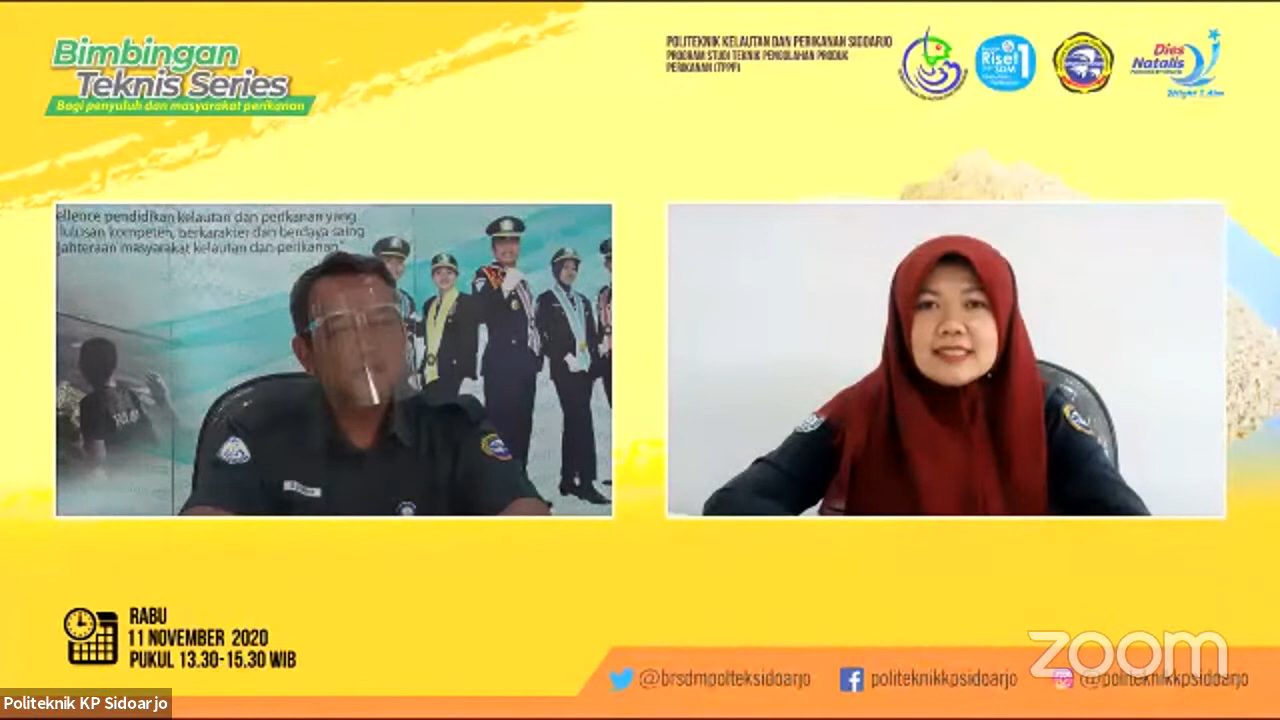 Bimbingan
Teknis Series
Bagi penyuluh dan masyarakat perikanan
POLITEKNIK KELAUTAN DAN PERIKANAN SIDOARJO
PROGRAM STUDI TEKNIK PENGOLAHAN PRODUK
PERIKANAN (TPPP)
Riset
SDM
1
Dies
Natalis
ellence pendidikan kelautan dan perikanan yang
lulusan kompeten, berkarakter dan berdaya saing
jahteraan masyarakat kelautan dan perikanan"
RABU
11 NOVEMBER 2020
PUKUL 13.30-15.30 WIB
zoom
@brsdmpolteksidoarjo
politeknikkpsidoarjo
@politeknikkpsidoarjo
Politeknik KP Sidoarjo